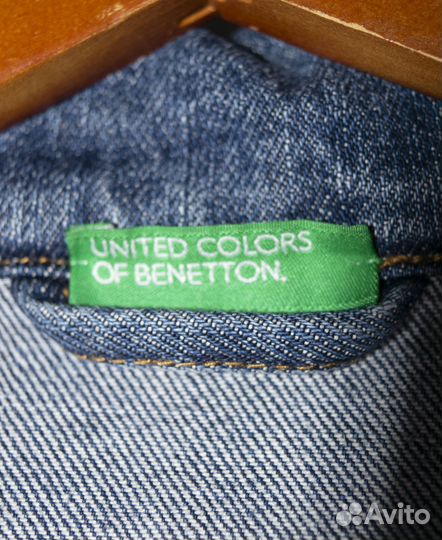 UNITED COLORS
OF BENETTON.
Avito